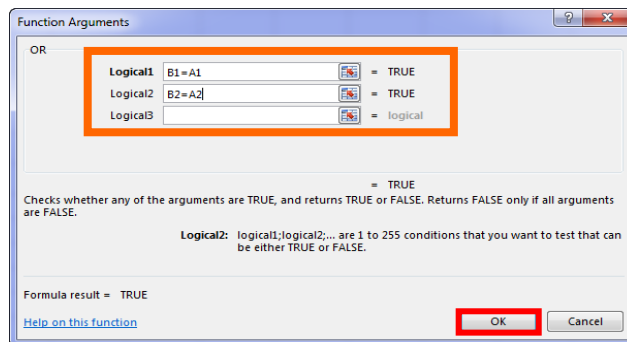 Function Arguments
?
OR
Logical1 B1=A1 = TRUE
Logical2 B2=A2 = TRUE
Logical3 = logical
= TRUE
Checks whether any of the arguments are TRUE, and returns TRUE or FALSE. Returns FALSE only if all arguments
are FALSE.
Logical2: logical1;logical2;... are 1 to 255 conditions that you want to test that can
be either TRUE or FALSE.
Formula result = TRUE
Help on this function OK Cancel